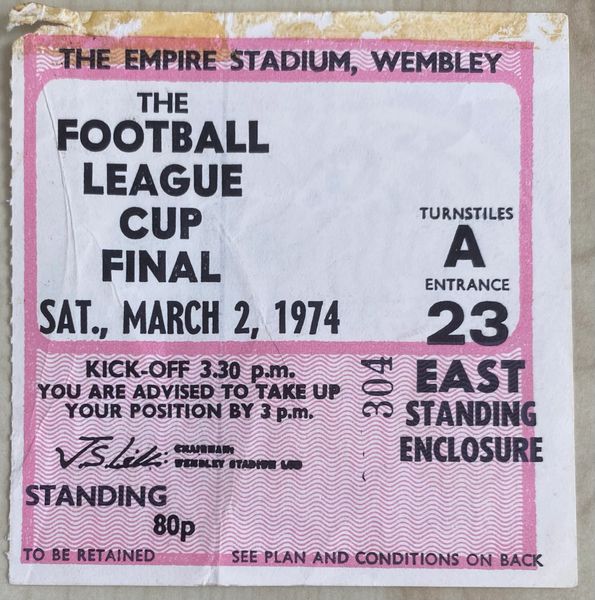 THE EMPIRE STADIUM, WEMBLEY
THE
FOOTBALL
LEAGUE
CUP
FINAL
SAT., MARCH 2, 1974
TURNSTILES
A
ENTRANCE
23
KICK-OFF 3.30 p.m.
YOU ARE ADVISED TO TAKE UP
YOUR POSITION BY 3 p.m.
304
EAST
STANDING
ENCLOSURE
CHAIRMAN:
WEMBLEY STADIUM LTD
STANDING
80p
TO BE RETAINED
SEE PLAN AND CONDITIONS ON BACK